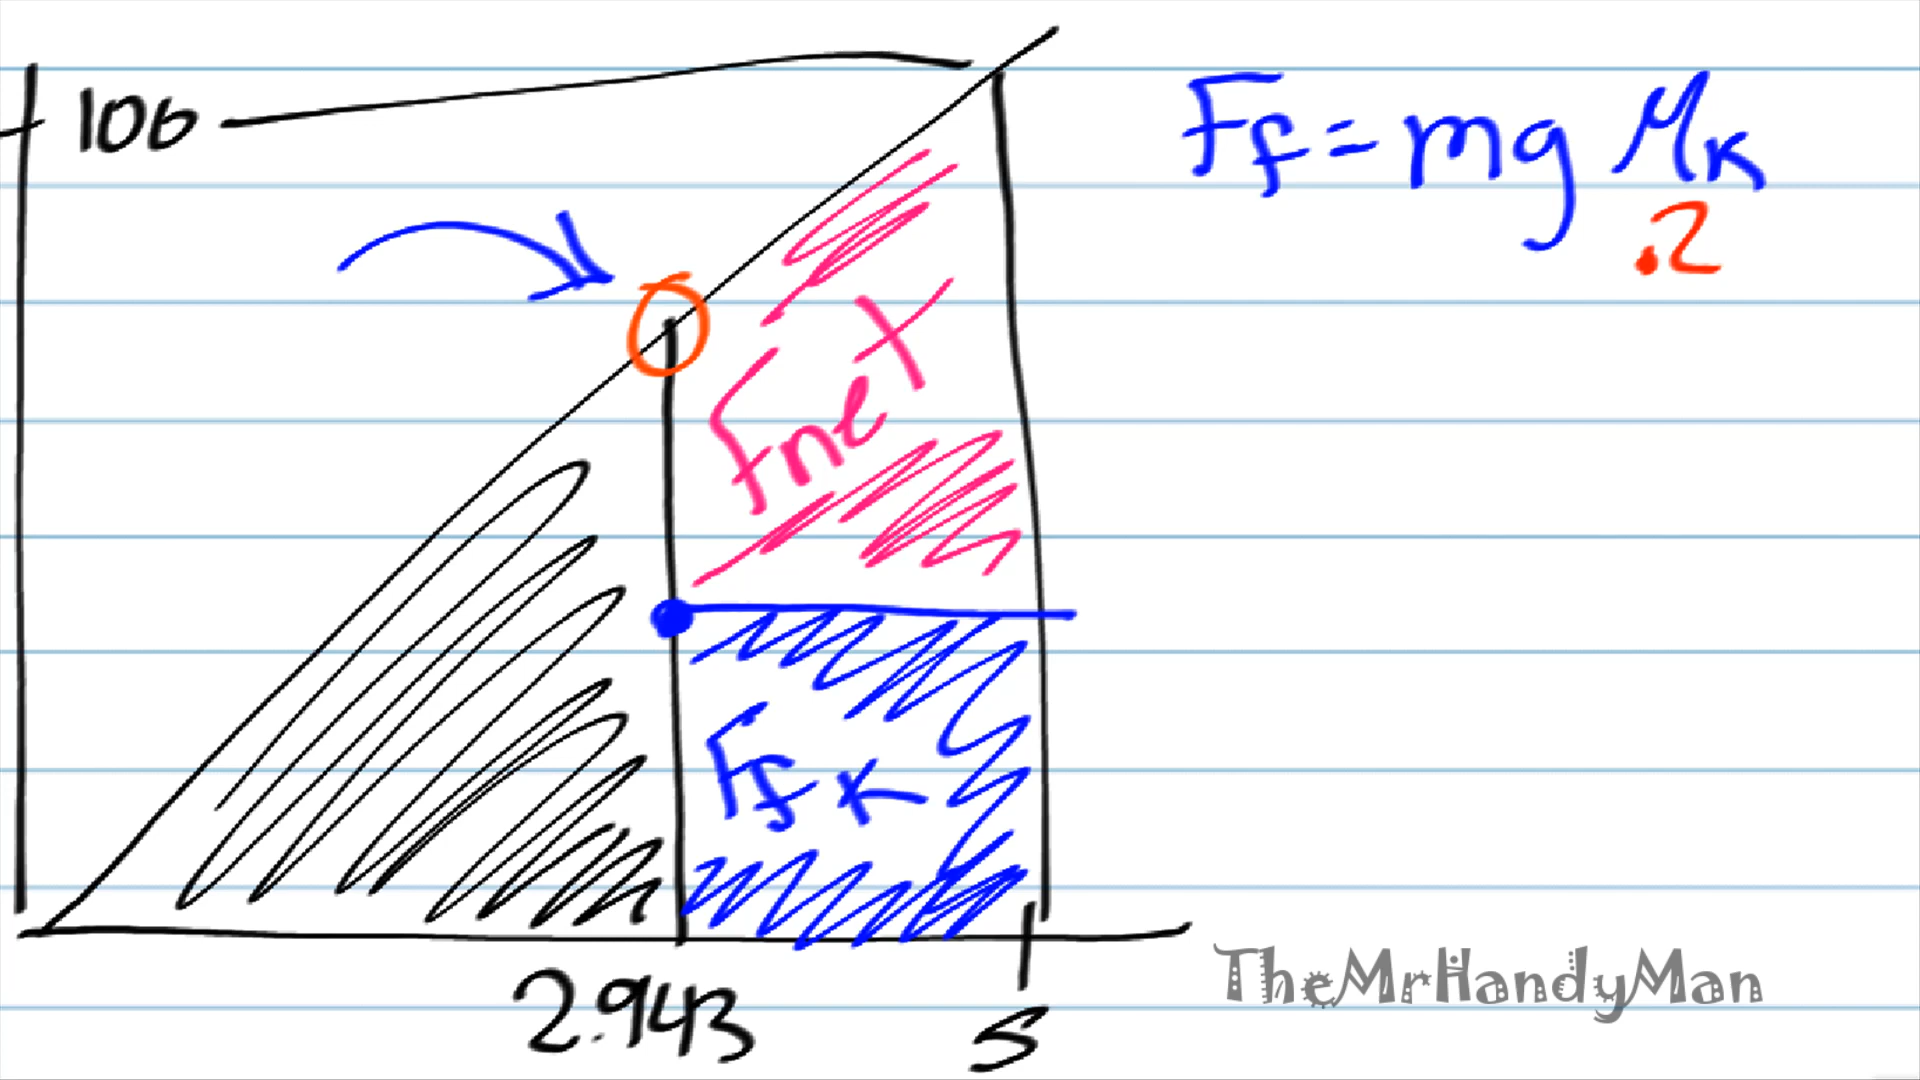 106
Ff = mg μK
.2
Fnet
FfK
2.943
5
TheMrHandyMan